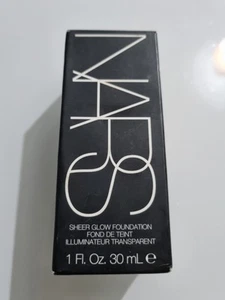 NARS
SHEER GLOW FOUNDATION
FOND DE TEINT
ILLUMINATEUR TRANSPARENT
1 Fl. Oz. 30 mL e